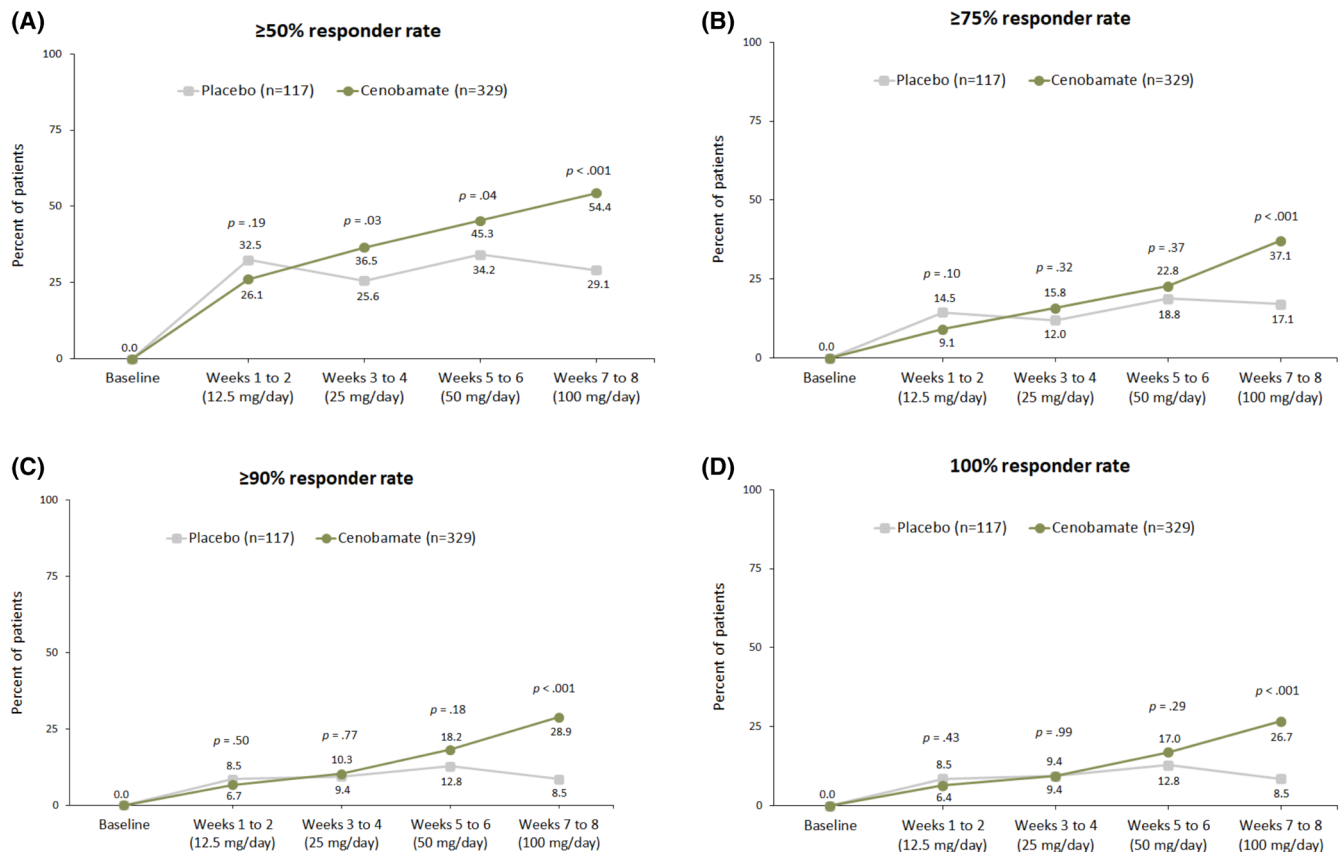 (A)
≥50% responder rate
Percent of patients
100
75
50
25
0
Placebo (n=117)
Cenobamate (n=329)
p = .19
p = .03
p = .04
p < .001
0.0
32.5
26.1
36.5
25.6
45.3
34.2
54.4
29.1
Baseline
Weeks 1 to 2
(12.5 mg/day)
Weeks 3 to 4
(25 mg/day)
Weeks 5 to 6
(50 mg/day)
Weeks 7 to 8
(100 mg/day)
(B)
≥75% responder rate
Percent of patients
100
75
50
25
0
Placebo (n=117)
Cenobamate (n=329)
p = .10
p = .32
p = .37
p < .001
0.0
14.5
9.1
15.8
12.0
22.8
18.8
37.1
17.1
Baseline
Weeks 1 to 2
(12.5 mg/day)
Weeks 3 to 4
(25 mg/day)
Weeks 5 to 6
(50 mg/day)
Weeks 7 to 8
(100 mg/day)
(C)
≥90% responder rate
Percent of patients
100
75
50
25
0
Placebo (n=117)
Cenobamate (n=329)
p = .50
p = .77
p = .18
p < .001
0.0
8.5
6.7
10.3
9.4
18.2
12.8
28.9
8.5
Baseline
Weeks 1 to 2
(12.5 mg/day)
Weeks 3 to 4
(25 mg/day)
Weeks 5 to 6
(50 mg/day)
Weeks 7 to 8
(100 mg/day)
(D)
100% responder rate
Percent of patients
100
75
50
25
0
Placebo (n=117)
Cenobamate (n=329)
p = .43
p = .99
p = .29
p < .001
0.0
8.5
6.4
9.4
9.4
17.0
12.8
26.7
8.5
Baseline
Weeks 1 to 2
(12.5 mg/day)
Weeks 3 to 4
(25 mg/day)
Weeks 5 to 6
(50 mg/day)
Weeks 7 to 8
(100 mg/day)